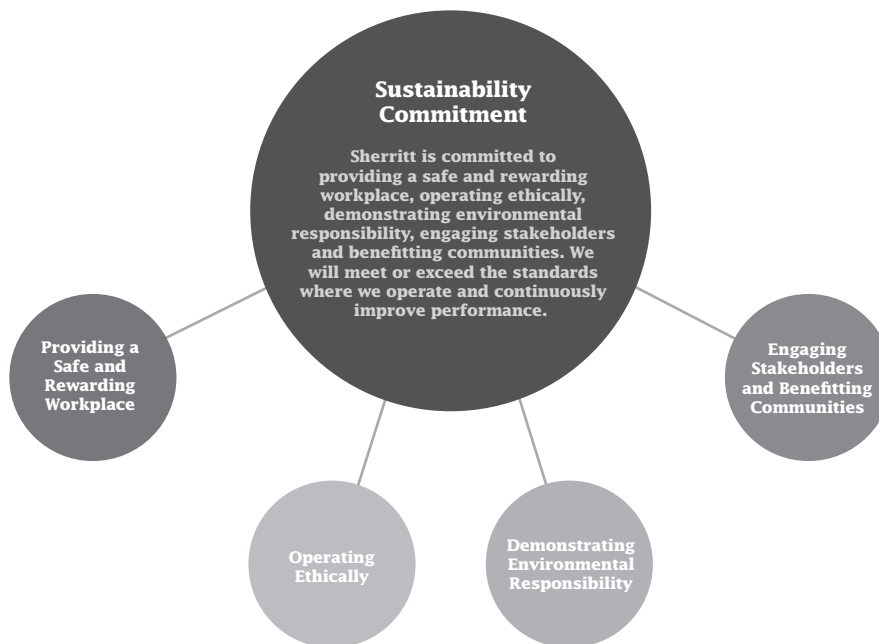 Sustainability
Commitment
Sherritt is committed to
providing a safe and rewarding
workplace, operating ethically,
demonstrating environmental
responsibility, engaging stakeholders
and benefitting communities. We
will meet or exceed the standards
where we operate and continuously
improve performance.
Providing a
Safe and
Rewarding
Workplace
Operating
Ethically
Demonstrating
Environmental
Responsibility
Engaging
Stakeholders
and Benefitting
Communities